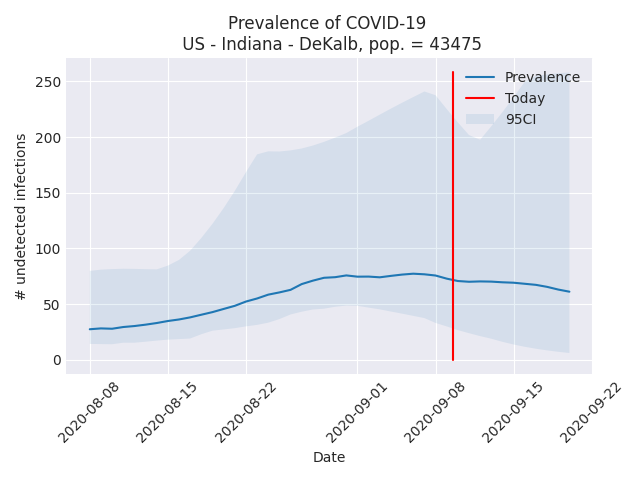 Prevalence of COVID-19
US - Indiana - DeKalb, pop. = 43475
Prevalence
Today
95CI
250
200
150
100
50
0
# undetected infections
2020-08-08
2020-08-15
2020-08-22
2020-09-01
2020-09-08
2020-09-15
2020-09-22
Date